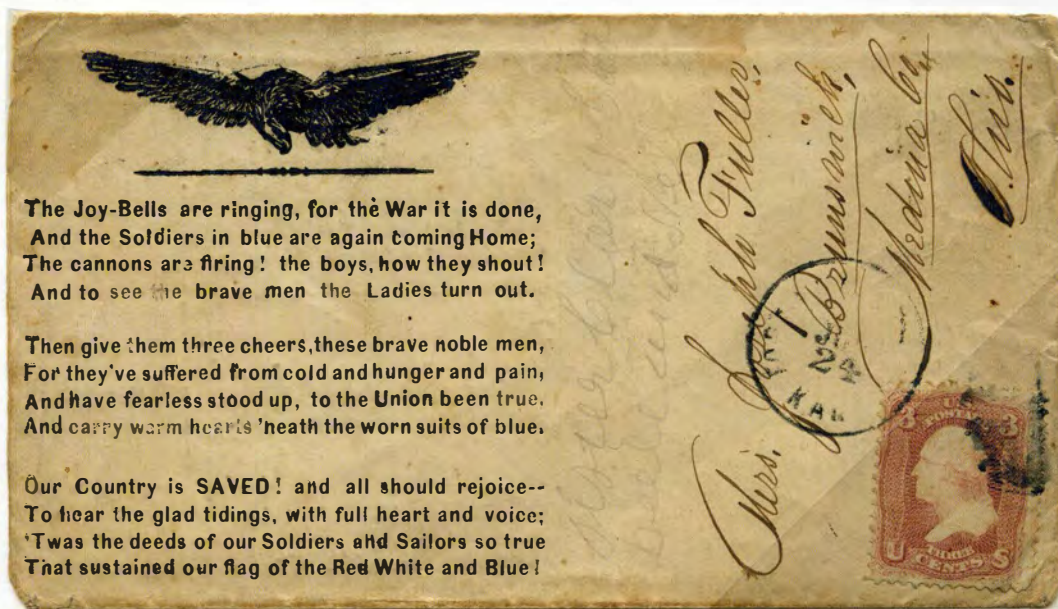 The Joy-Bells are ringing, for the War it is done,
And the Soldiers in blue are again coming Home;
The cannons are firing! the boys, how they shout!
And to see the brave men the Ladies turn out.
Then give them three cheers, these brave noble men,
For they've suffered from cold and hunger and pain,
And have fearless stood up, to the Union been true.
And carry warm hearts 'neath the worn suits of blue.
Our Country is SAVED! and all should rejoice--
To hear the glad tidings, with full heart and voice;
'Twas the deeds of our Soldiers and Sailors so true
That sustained our flag of the Red White and Blue!
Mrs. Joseph Fuller,
Brunswick,
Medina Co,
Ohio.
FORT
24
KAN
U.S.
POSTAGE
3 3
U THREE S
CENTS